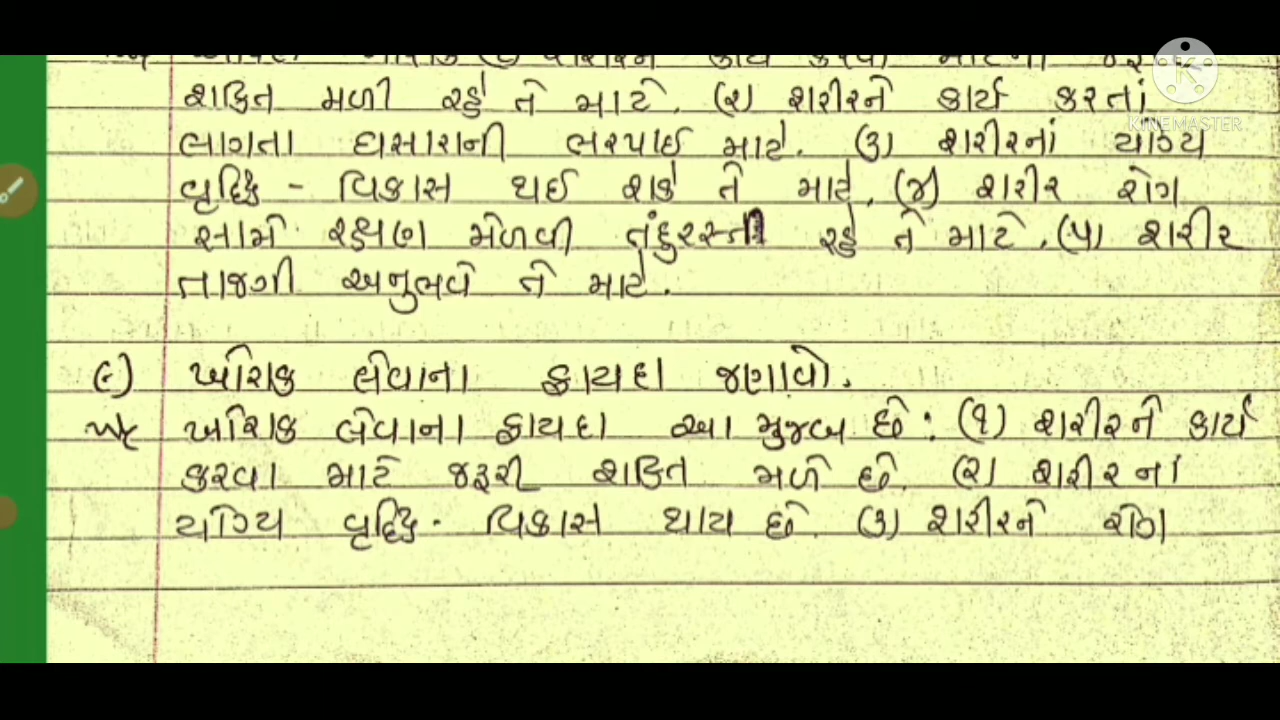 શક્તિ મળી રહે તે માટે. (૨) શરીરને કાર્ય કરતાં
KINEMASTER
લાગતા ઘસારાની ભરપાઈ માટે. (૩) શરીરનાં યોગ્ય
વૃદ્ધિ - વિકાસ થઈ શકે તે માટે. (૪) શરીર રોગ
સામે રક્ષણ મેળવી તંદુરસ્તી રહે તે માટે. (૫) શરીર
તાજગી અનુભવે તે માટે.
(૯) ખોરાક લેવાના ફાયદા જણાવો.
ખોરાક લેવાના ફાયદા આ મુજબ છે : (૧) શરીરને કાર્ય
કરવા માટે જરૂરી શક્તિ મળે છે. (૨) શરીરનાં
યોગ્ય વૃદ્ધિ - વિકાસ થાય છે. (૩) શરીરને રોગ